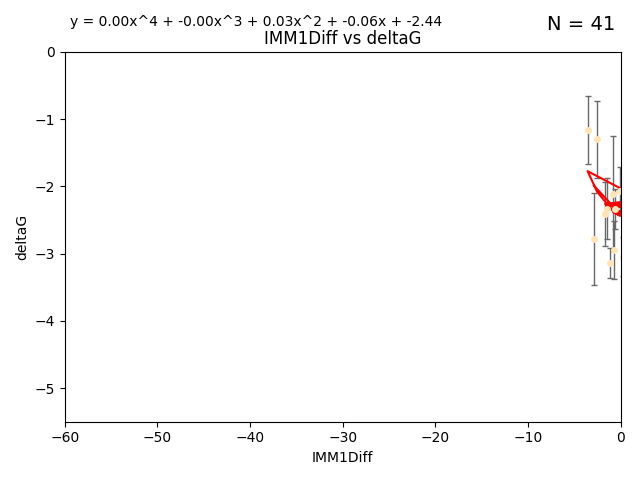 y = 0.00x^4 + -0.00x^3 + 0.03x^2 + -0.06x + -2.44
N = 41
IMM1Diff vs deltaG
0
−1
−2
−3
−4
−5
deltaG
−60 −50 −40 −30 −20 −10 0
IMM1Diff